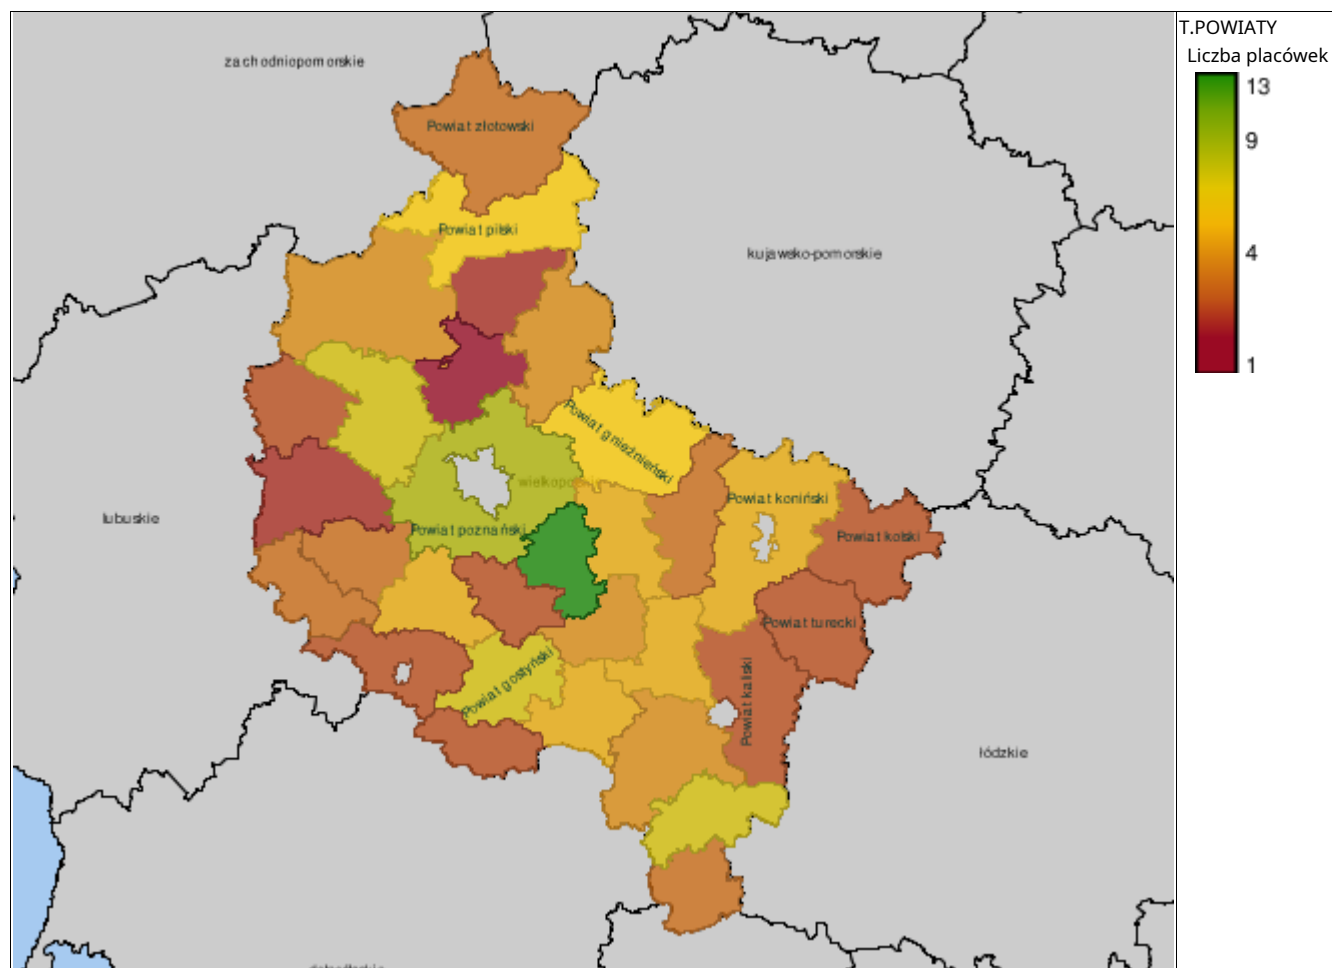 T.POWIATY
Liczba placówek
13
9
4
1
zachodniopomorskie
Powiat złotowski
Powiat pilski
kujawsko-pomorskie
Powiat gnieźnieński
wielkopolskie
Powiat koniński
lubuskie
Powiat poznański
Powiat kolski
Powiat turecki
Powiat gostyński
Powiat kaliski
łódzkie